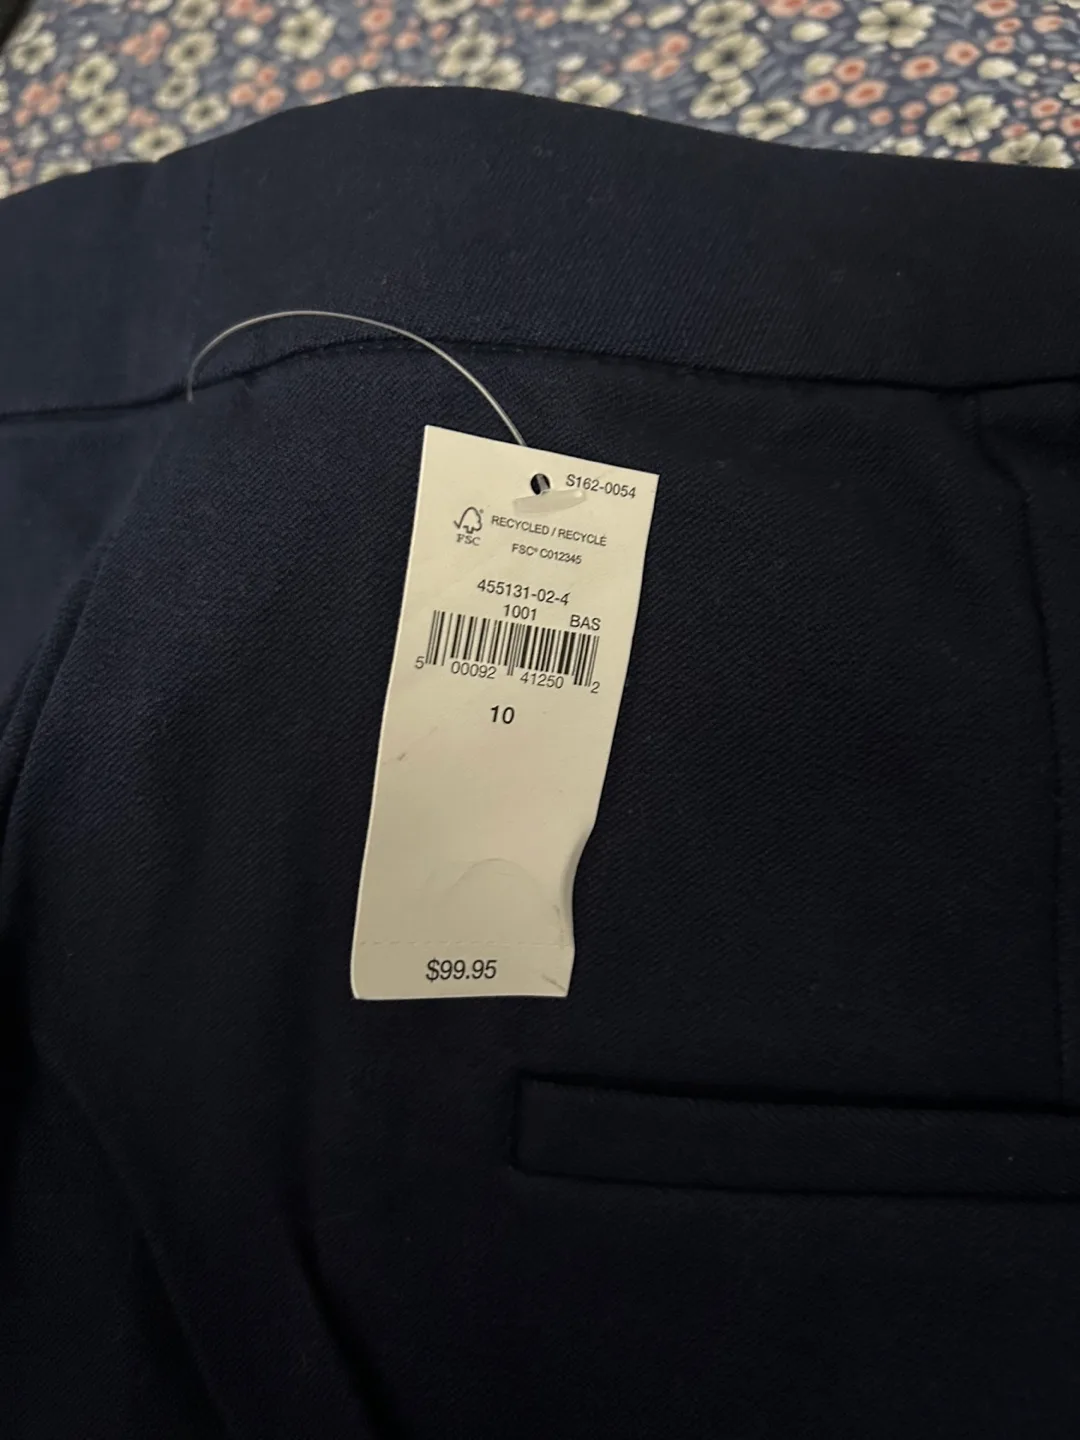 S162-0054
RECYCLED / RECYCLÉ
FSC
FSC® C012345
455131-02-4
1001 BAS
5 00092 41250 2
10
$99.95